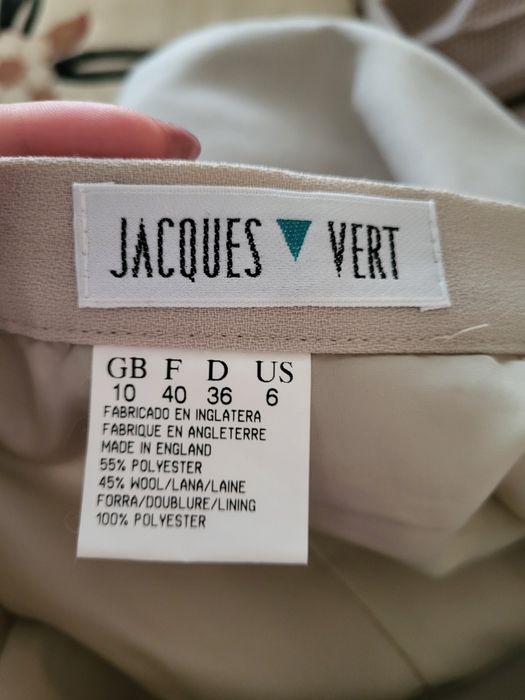 JACQUES VERT
GB F D US
10 40 36 6
FABRICADO EN INGLATERA
FABRIQUE EN ANGLETERRE
MADE IN ENGLAND
55% POLYESTER
45% WOOL/LANA/LAINE
FORRA/DOUBLURE/LINING
100% POLYESTER